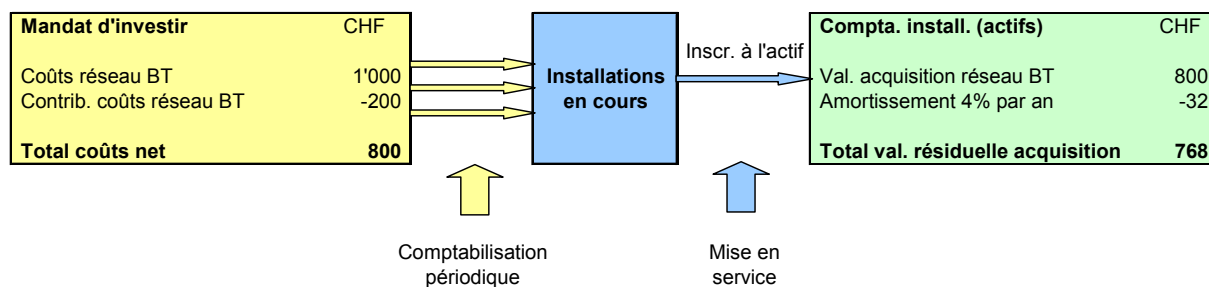 Mandat d'investir CHF
Coûts réseau BT 1'000
Contrib. coûts réseau BT -200
Total coûts net 800
Installations
en cours
Inscr. à l'actif
Compta. install. (actifs) CHF
Val. acquisition réseau BT 800
Amortissement 4% par an -32
Total val. résiduelle acquisition 768
Comptabilisation
périodique
Mise en
service